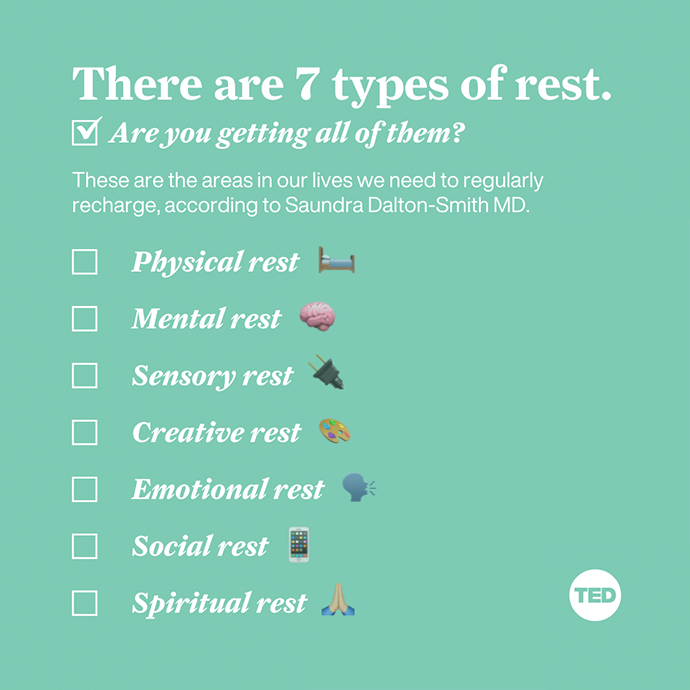 There are 7 types of rest.
Are you getting all of them?
These are the areas in our lives we need to regularly
recharge, according to Saundra Dalton-Smith MD.
Physical rest
Mental rest
Sensory rest
Creative rest
Emotional rest
Social rest
Spiritual rest
TED